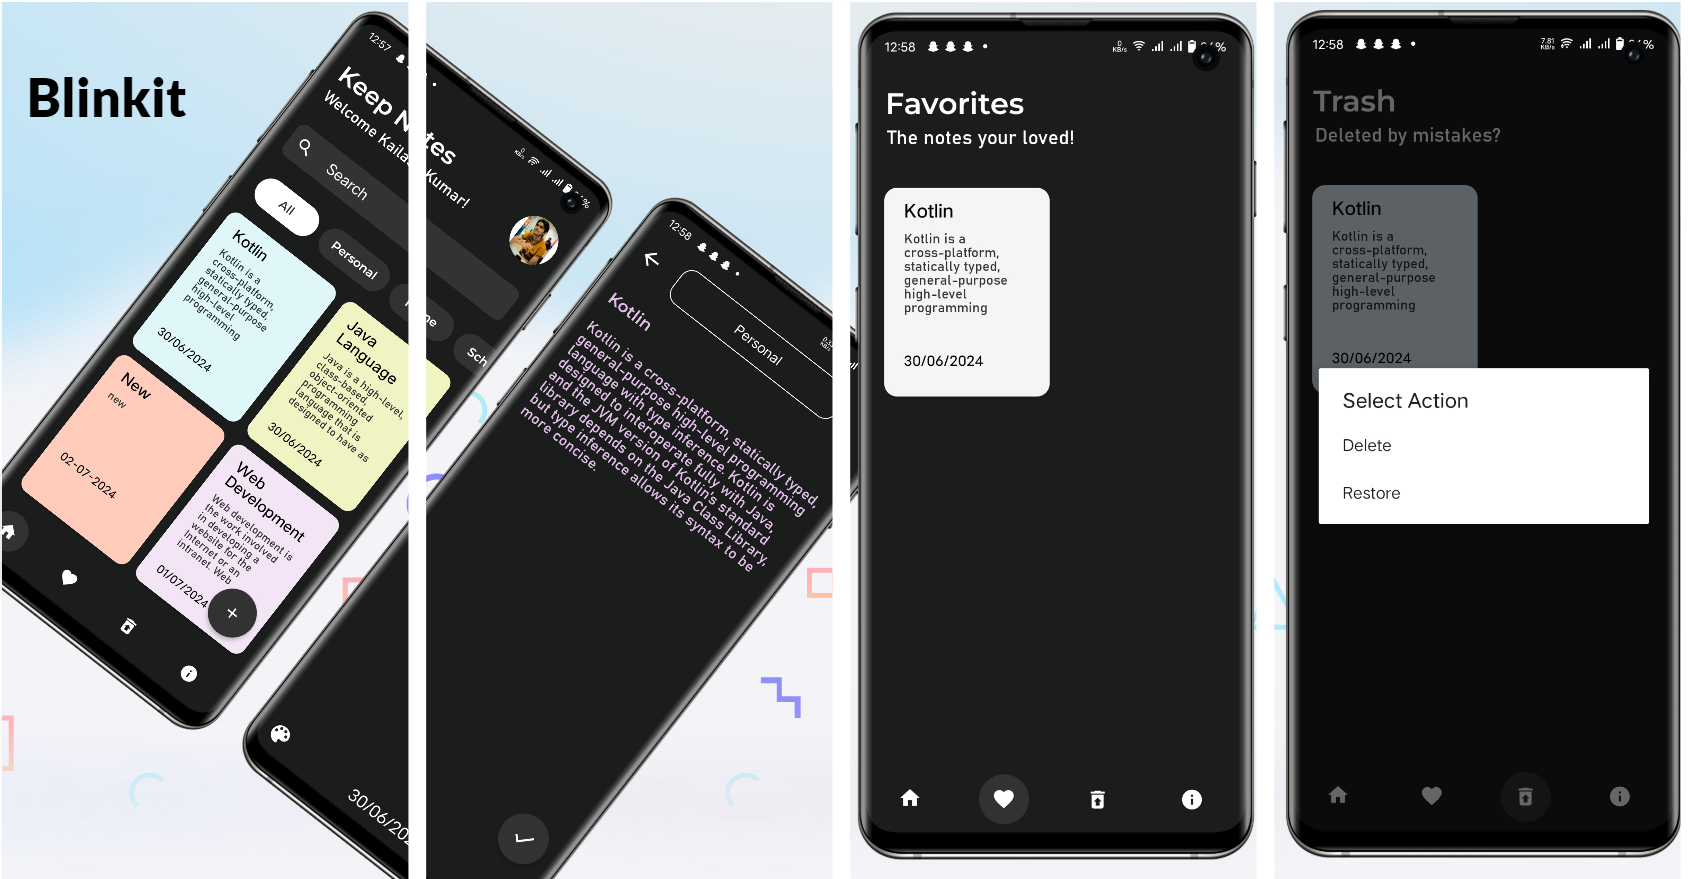 Blinkit
12:57
Keep Notes
Welcome Kailash Kumar!
Search
All
Personal
Sch
Kotlin
Kotlin is a
cross-platform,
statically typed,
general-purpose
high-level
programming
30/06/2024
Java
Language
Java is a high-level,
class-based,
object-oriented
programming
language that is
designed to have as
30/06/2024
New
new
02-07-2024
Web
Development
Web development is
the work involved
in developing a
website for the
Internet or an
intranet. Web
01/07/2024
+
12:58
Personal
Kotlin
Kotlin is a cross-platform, statically typed,
general-purpose high-level programming
language with type inference. Kotlin is
designed to interoperate fully with Java,
and the JVM version of Kotlin's standard
library depends on the Java Class Library,
but type inference allows its syntax to be
more concise.
30/06/202
12:58
0
KB/s
Favorites
The notes your loved!
Kotlin
Kotlin is a
cross-platform,
statically typed,
general-purpose
high-level
programming
30/06/2024
12:58
7.81
KB/s
Trash
Deleted by mistakes?
Kotlin
Kotlin is a
cross-platform,
statically typed,
general-purpose
high-level
programming
30/06/2024
Select Action
Delete
Restore